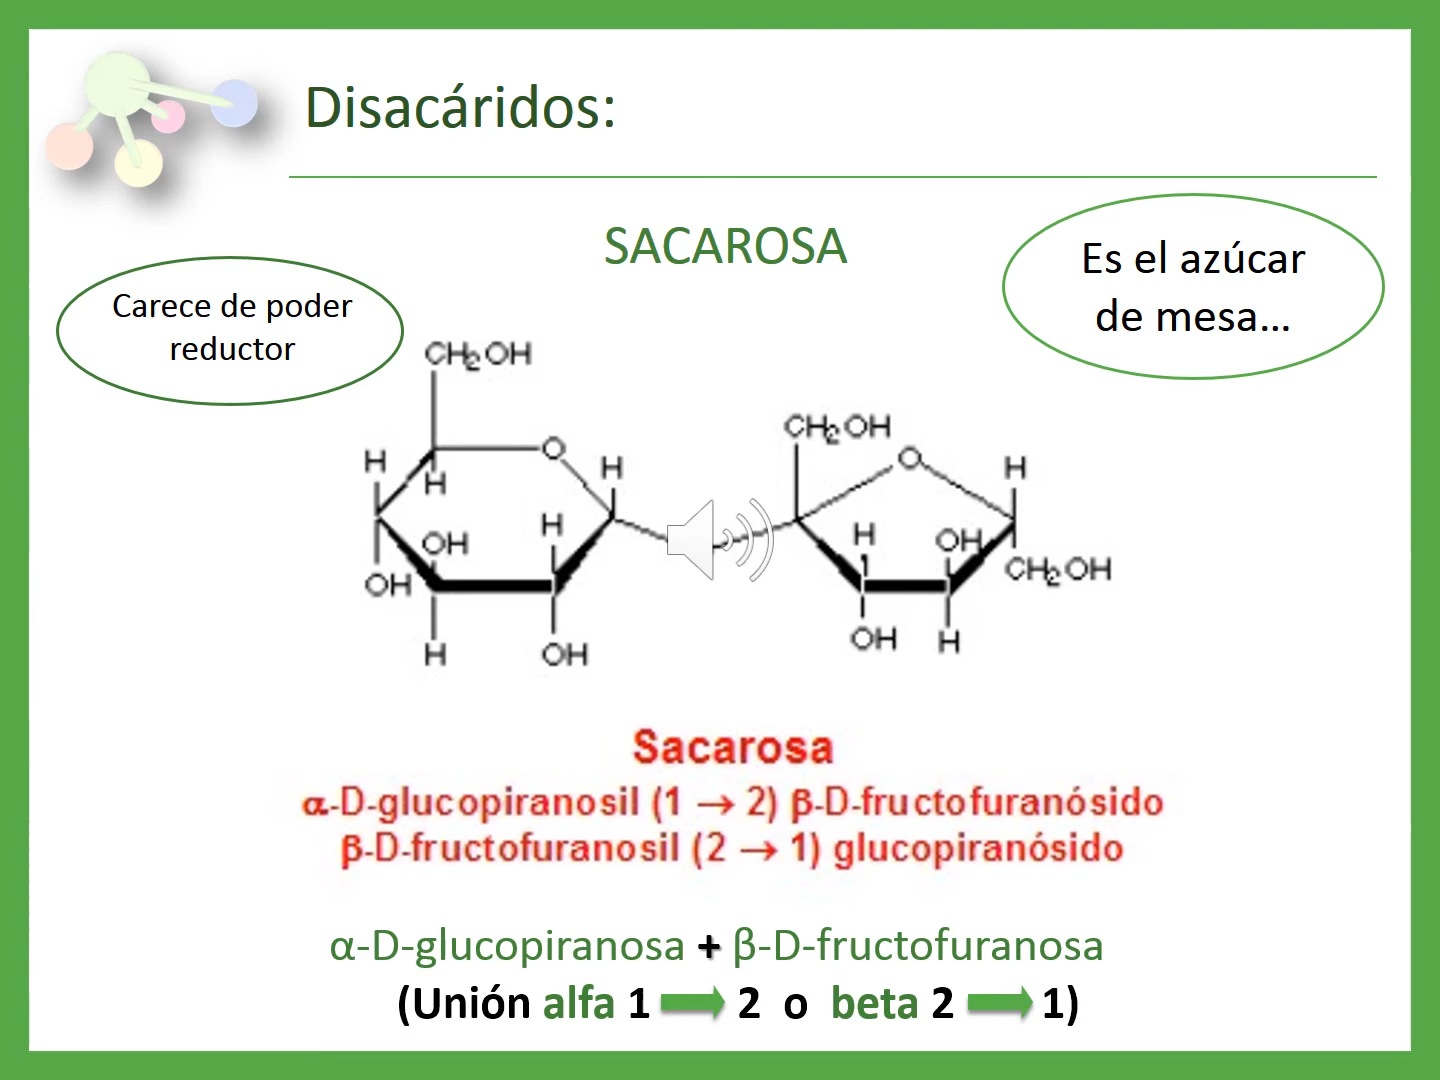 Disacáridos:
SACAROSA
Es el azúcar
de mesa...
Carece de poder
reductor
CH2OH
CH2OH
O
O
H
H
H
H
H
H
OH
OH
CH2OH
OH
H
OH
OH
H
Sacarosa
α-D-glucopiranosil (1 → 2) β-D-fructofuranósido
β-D-fructofuranosil (2 → 1) glucopiranósido
α-D-glucopiranosa + β-D-fructofuranosa
(Unión alfa 1 → 2 o beta 2 → 1)